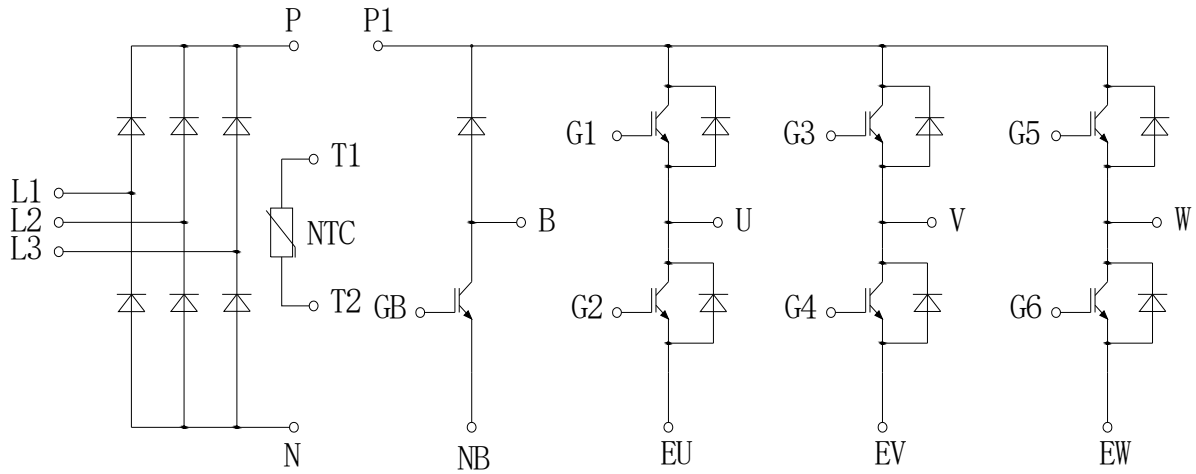 P P1
G1 G3 G5
T1
L1
L2 B U V W
L3 NTC
T2 GB G2 G4 G6
N NB EU EV EW